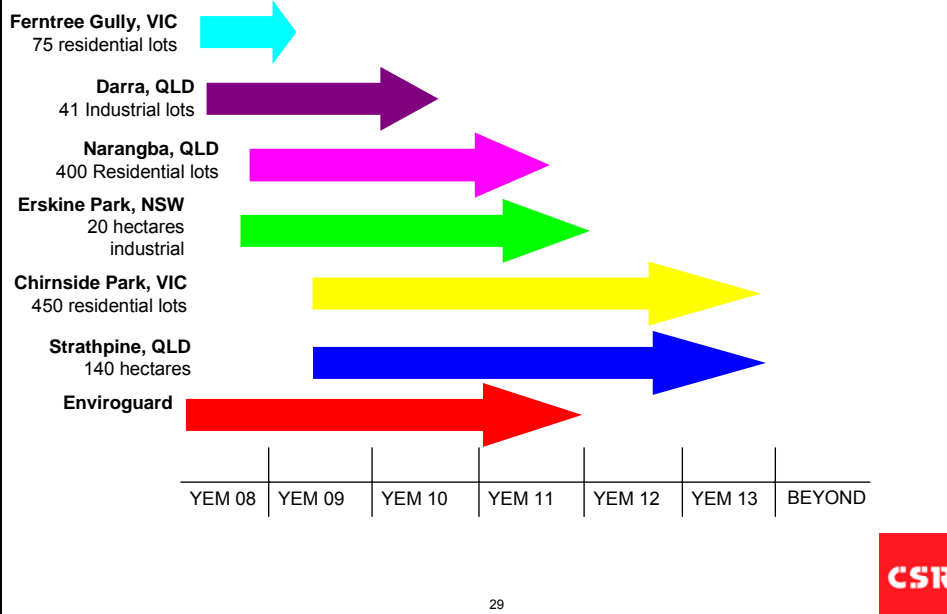 Ferntree Gully, VIC
75 residential lots
Darra, QLD
41 Industrial lots
Narangba, QLD
400 Residential lots
Erskine Park, NSW
20 hectares
industrial
Chirnside Park, VIC
450 residential lots
Strathpine, QLD
140 hectares
Enviroguard
YEM 08 YEM 09 YEM 10 YEM 11 YEM 12 YEM 13 BEYOND
CSR
29